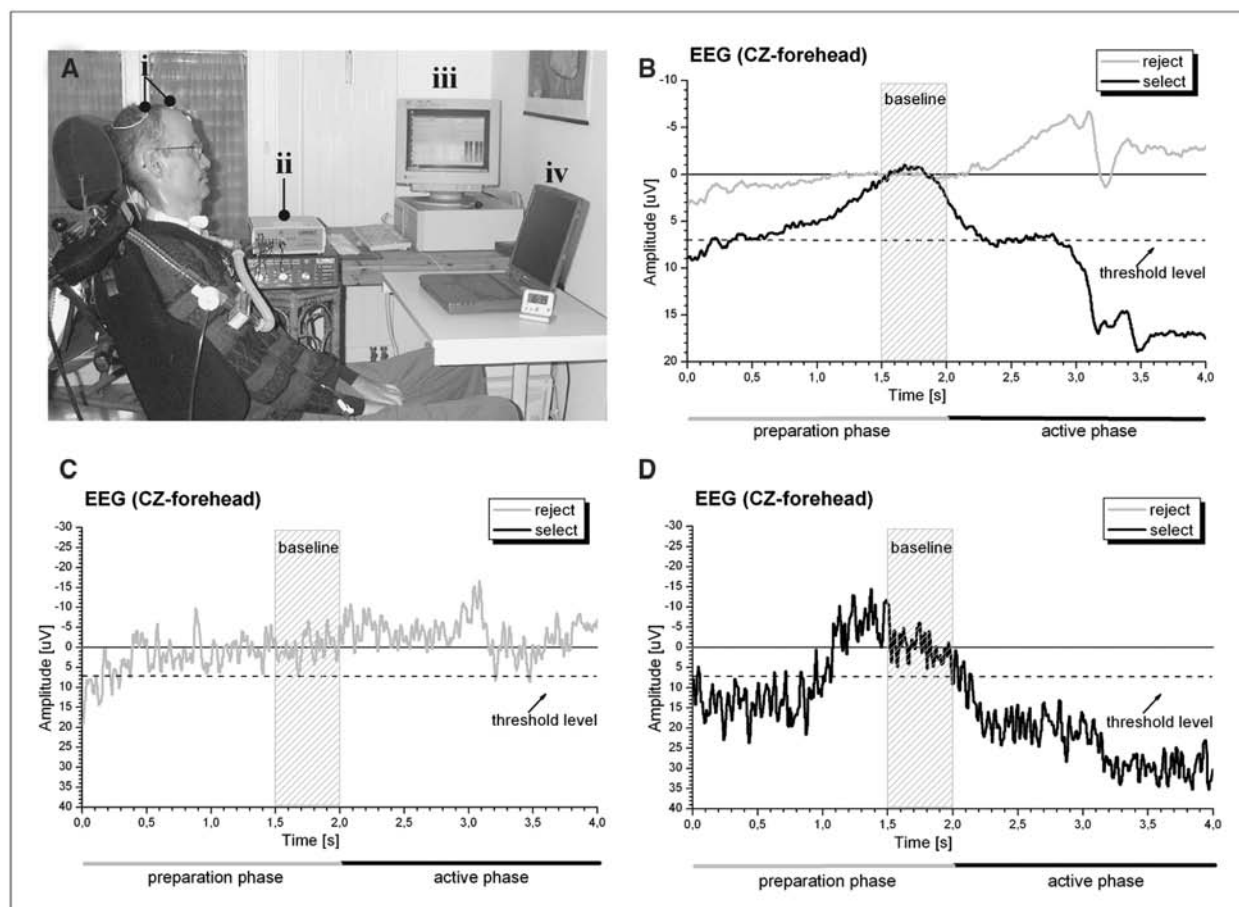 A
i
ii
iii
iv
B
EEG (CZ-forehead)
reject
select
baseline
threshold level
Amplitude [uV]
-10
-5
0
5
10
15
20
0,0 0,5 1,0 1,5 2,0 2,5 3,0 3,5 4,0
Time [s]
preparation phase active phase
C
EEG (CZ-forehead)
reject
select
baseline
threshold level
Amplitude [uV]
-30
-25
-20
-15
-10
-5
0
5
10
15
20
25
30
35
40
0,0 0,5 1,0 1,5 2,0 2,5 3,0 3,5 4,0
Time [s]
preparation phase active phase
D
EEG (CZ-forehead)
reject
select
baseline
threshold level
Amplitude [uV]
-30
-25
-20
-15
-10
-5
0
5
10
15
20
25
30
35
40
0,0 0,5 1,0 1,5 2,0 2,5 3,0 3,5 4,0
Time [s]
preparation phase active phase